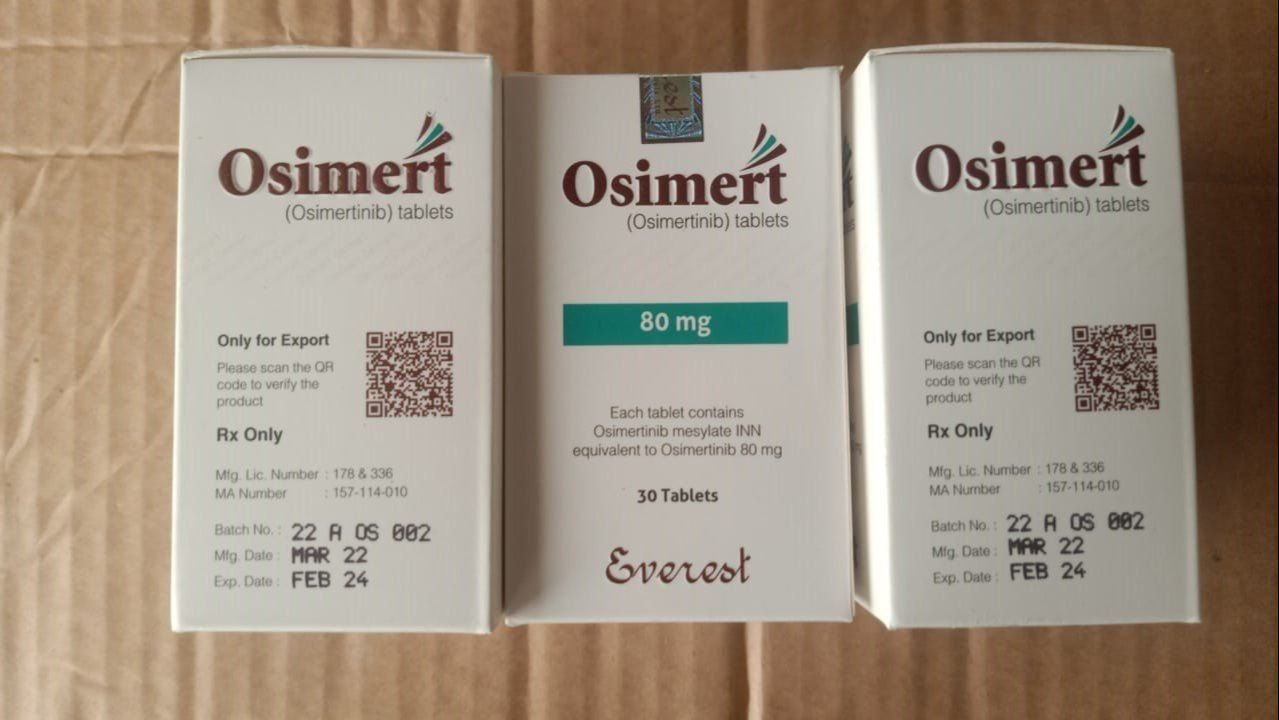 Osimert
(Osimertinib) tablets
Only for Export
Please scan the QR
code to verify the
product
Rx Only
Mfg. Lic. Number : 178 & 336
MA Number : 157-114-010
Batch No. : 22 A OS 002
Mfg. Date : MAR 22
Exp. Date : FEB 24
Osimert
(Osimertinib) tablets
80 mg
Each tablet contains
Osimertinib mesylate INN
equivalent to Osimertinib 80 mg
30 Tablets
Everest
Osimert
(Osimertinib) tablets
Only for Export
Please scan the QR
code to verify the
product
Rx Only
Mfg. Lic. Number : 178 & 336
MA Number : 157-114-010
Batch No. : 22 A OS 002
Mfg. Date : MAR 22
Exp. Date : FEB 24